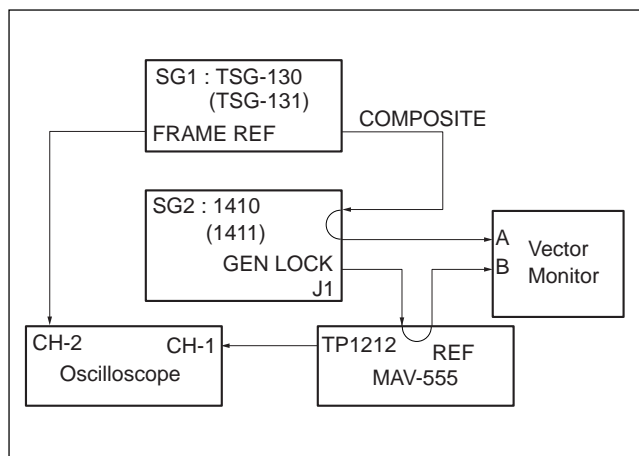 SG1 : TSG-130
(TSG-131)
FRAME REF
COMPOSITE
SG2 : 1410
(1411)
GEN LOCK
J1
A
B
Vector
Monitor
CH-2
CH-1
Oscilloscope
TP1212
REF
MAV-555